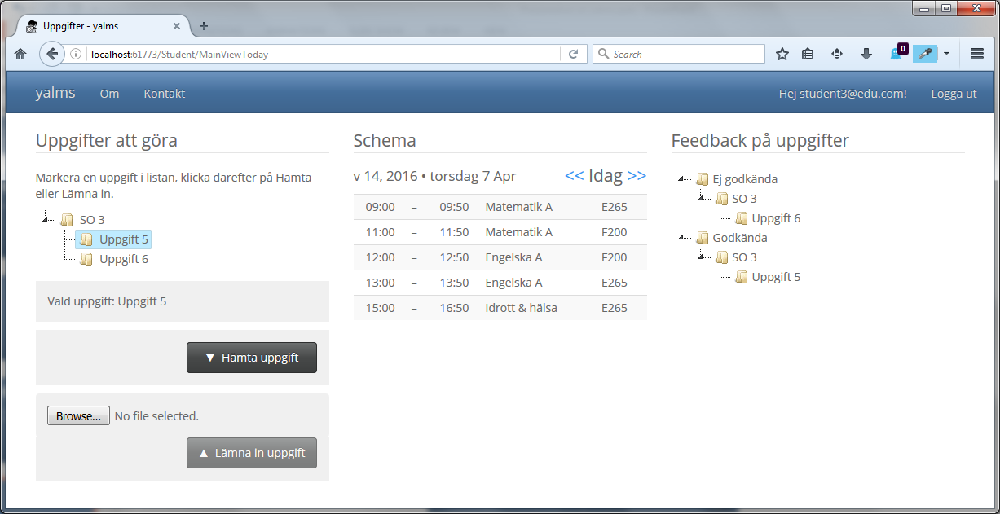 Uppgifter - yalms
localhost:61773/Student/MainViewToday
Search
0
yalms
Om
Kontakt
Hej student3@edu.com!
Logga ut
Uppgifter att göra
Markera en uppgift i listan, klicka därefter på Hämta
eller Lämna in.
SO 3
Uppgift 5
Uppgift 6
Vald uppgift: Uppgift 5
▼ Hämta uppgift
Browse... No file selected.
▲ Lämna in uppgift
Schema
v 14, 2016 • torsdag 7 Apr << Idag >>
09:00 – 09:50 Matematik A E265
11:00 – 11:50 Matematik A F200
12:00 – 12:50 Engelska A F200
13:00 – 13:50 Engelska A E265
15:00 – 16:50 Idrott & hälsa E265
Feedback på uppgifter
Ej godkända
SO 3
Uppgift 6
Godkända
SO 3
Uppgift 5